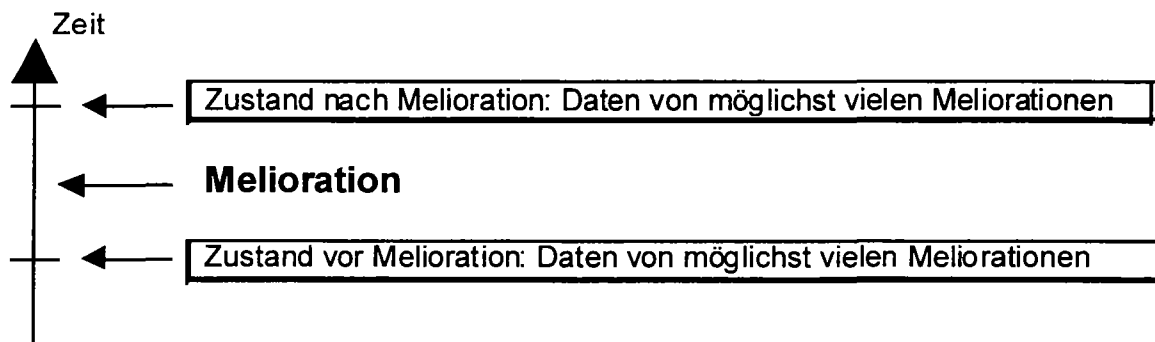 Zeit
Zustand nach Melioration: Daten von möglichst vielen Meliorationen
Melioration
Zustand vor Melioration: Daten von möglichst vielen Meliorationen